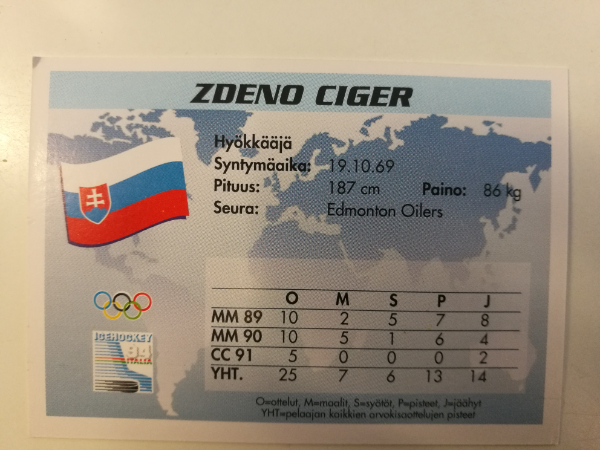 ZDENO CIGER
Hyökkääjä
Syntymäaika: 19.10.69
Pituus: 187 cm Paino: 86 kg
Seura: Edmonton Oilers
O M S P J
MM 89 10 2 5 7 8
MM 90 10 5 1 6 4
CC 91 5 0 0 0 2
YHT. 25 7 6 13 14
ICEHOCKEY
94
ITALIA
O=ottelut, M=maalit, S=syötöt, P=pisteet, J=jäähyt
YHT=pelaajan kaikkien arvokisaottelujen pisteet